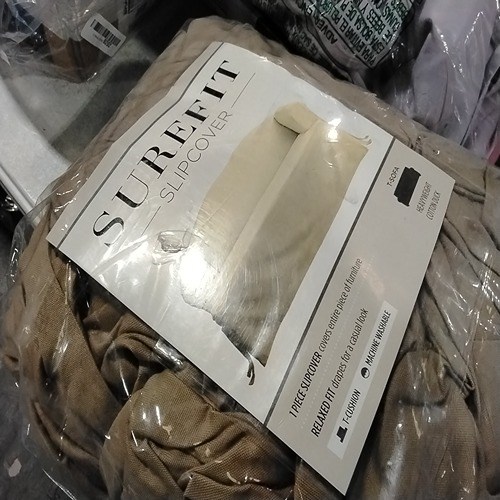 SUREFIT
SLIPCOVER
T-SOFA
HEAVYWEIGHT
COTTON DUCK
1 PIECE SLIPCOVER covers entire piece of furniture
RELAXED FIT drapes for a casual look
T-CUSHION
MACHINE WASHABLE